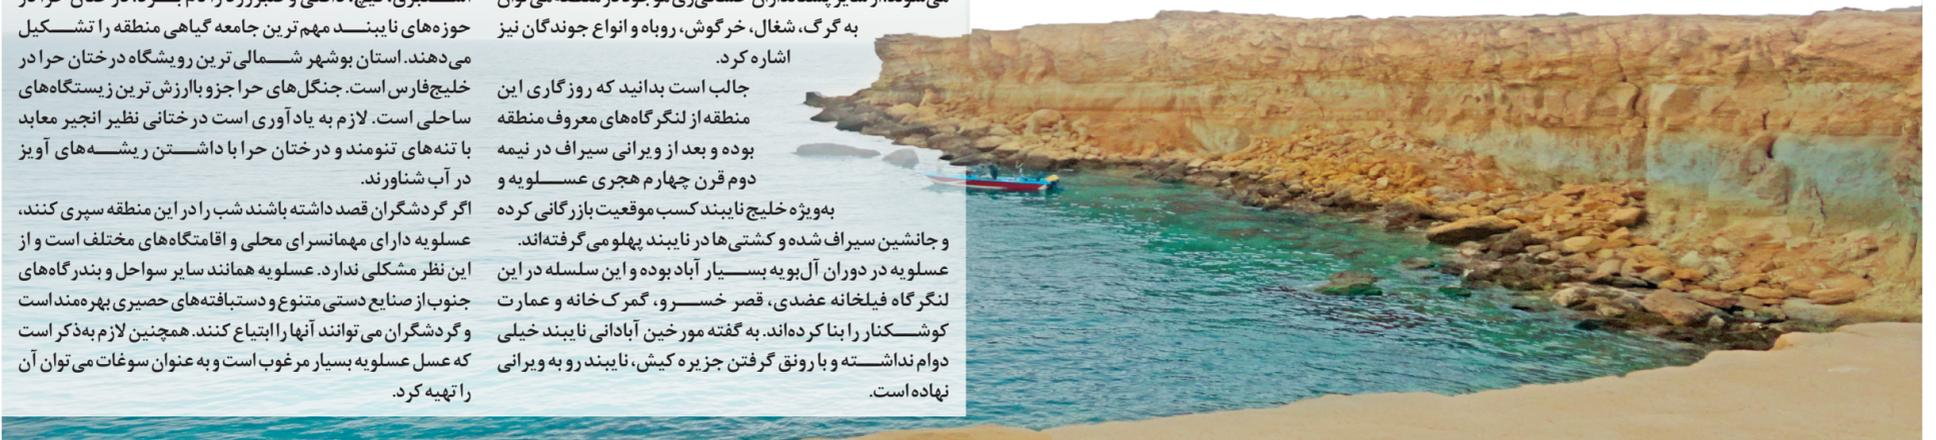 به گرگ، شغال، خرگوش، روباه و انواع جوندگان نیز
اشاره کرد.
جالب است بدانید که روزگاری این
منطقه از لنگرگاه‌های معروف منطقه
بوده و بعد از ویرانی سیراف در نیمه
دوم قرن چهارم هجری عسلویه و
به‌ویژه خلیج نایبند کسب موقعیت بازرگانی کرده
و جانشین سیراف شده و کشتی‌ها در نایبند پهلو می‌گرفته‌اند.
عسلویه در دوران آل‌بویه بسیار آباد بوده و این سلسله در این
لنگرگاه فیلخانه عضدی، قصر خسرو، گمرک‌خانه و عمارت
کوشکنار را بنا کرده‌اند. به گفته مورخین آبادانی نایبند خیلی
دوام نداشته و با رونق گرفتن جزیره کیش، نایبند رو به ویرانی
نهاده است.
حوزه‌های نایبند مهم‌ترین جامعه گیاهی منطقه را تشکیل
می‌دهند. استان بوشهر شمالی‌ترین رویشگاه درختان حرا در
خلیج‌فارس است. جنگل‌های حرا جزو باارزش‌ترین زیستگاه‌های
ساحلی است. لازم به یادآوری است درختانی نظیر انجیر معابد
با تنه‌های تنومند و درختان حرا با داشتن ریشه‌های آویز
در آب شناورند.
اگر گردشگران قصد داشته باشند شب را در این منطقه سپری کنند،
عسلویه دارای مهمانسرای محلی و اقامتگاه‌های مختلف است و از
این نظر مشکلی ندارد. عسلویه همانند سایر سواحل و بندرگاه‌های
جنوب از صنایع دستی متنوع و دستبافته‌های حصیری بهره‌مند است
و گردشگران می‌توانند آنها را ابتیاع کنند. همچنین لازم به‌ذکر است
که عسل عسلویه بسیار مرغوب است و به عنوان سوغات می‌توان آن
را تهیه کرد.